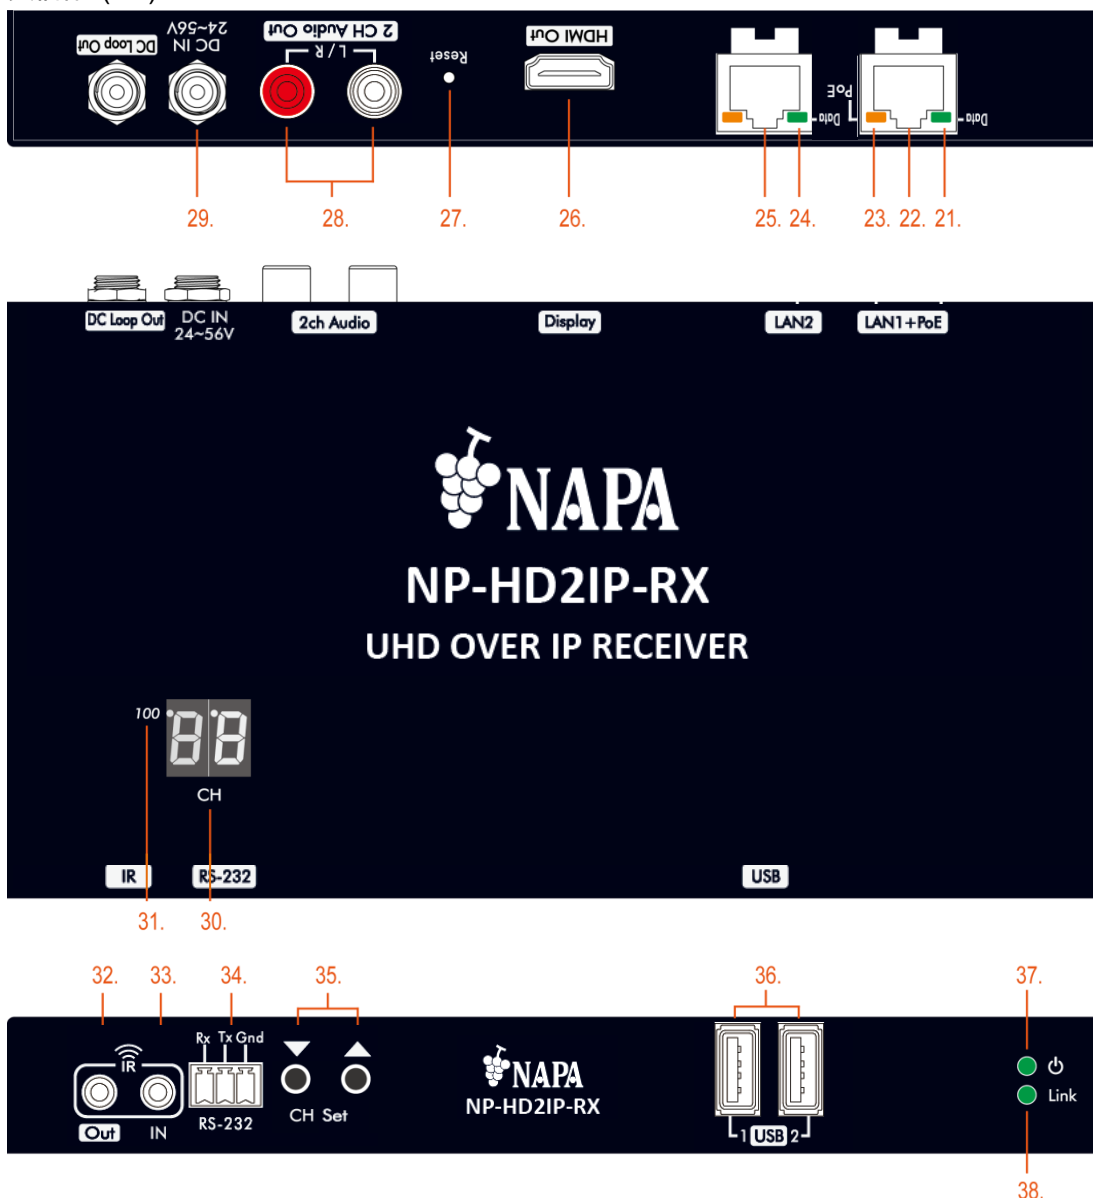 DC Loop Out
DC IN
24~56V
2 CH Audio Out
L / R
Reset
HDMI Out
Data
PoE
Data
29.
28.
27.
26.
25.
24.
23.
22.
21.
DC Loop Out
DC IN
24~56V
2ch Audio
Display
LAN2
LAN1+PoE
NAPA
NP-HD2IP-RX
UHD OVER IP RECEIVER
100
88
CH
IR
RS-232
USB
31.
30.
32.
33.
34.
35.
36.
37.
Rx Tx Gnd
IR
Out
IN
RS-232
CH Set
NAPA
NP-HD2IP-RX
1 USB 2
Link
38.